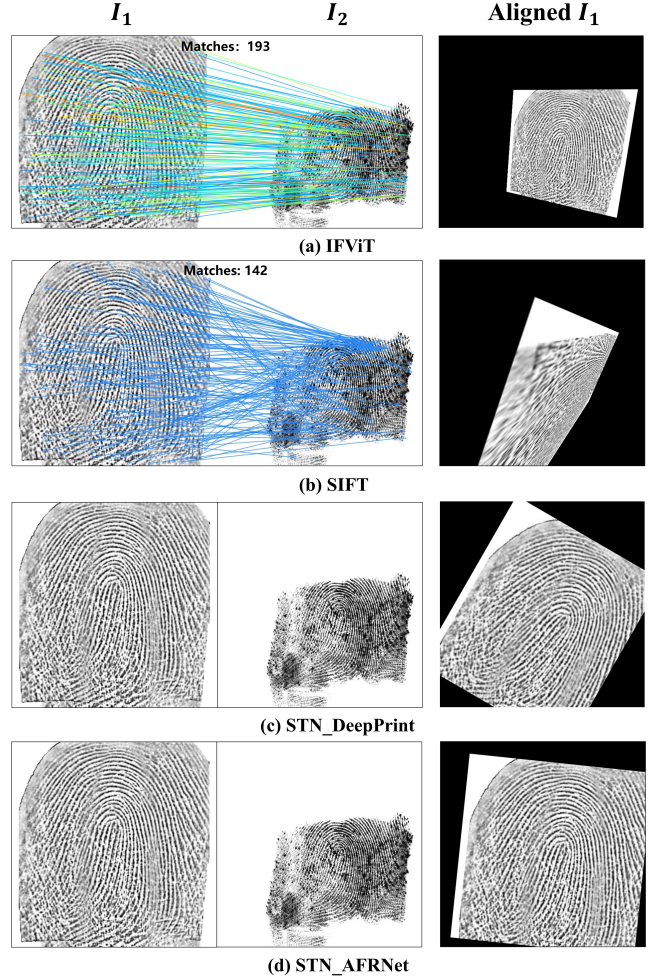 I₁ I₂ Aligned I₁
Matches: 193
(a) IFViT
Matches: 142
(b) SIFT
(c) STN_DeepPrint
(d) STN_AFRNet